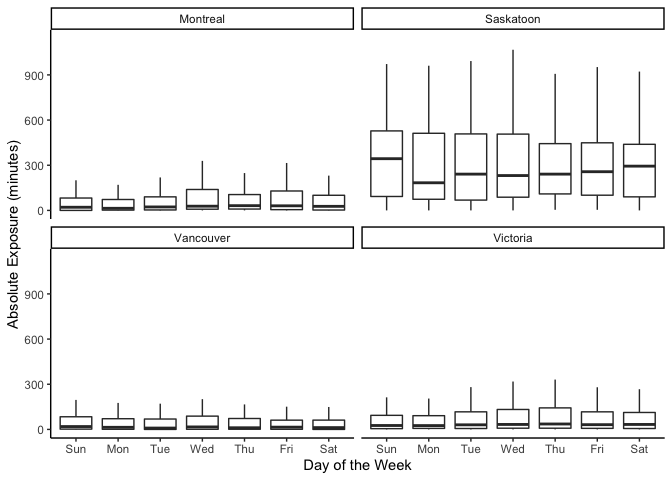 Montreal
Saskatoon
900
600
300
0
Absolute Exposure (minutes)
Vancouver
Victoria
900
600
300
0
Sun Mon Tue Wed Thu Fri Sat
Sun Mon Tue Wed Thu Fri Sat
Day of the Week